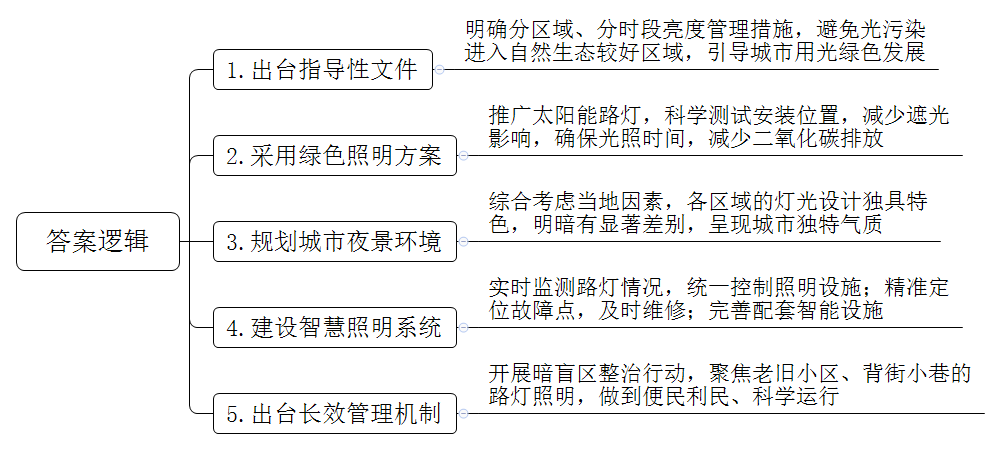 答案逻辑
1.出台指导性文件
明确分区域、分时段亮度管理措施，避免光污染
进入自然生态较好区域，引导城市用光绿色发展
2.采用绿色照明方案
推广太阳能路灯，科学测试安装位置，减少遮光
影响，确保光照时间，减少二氧化碳排放
3.规划城市夜景环境
综合考虑当地因素，各区域的灯光设计独具特
色，明暗有显著差别，呈现城市独特气质
4.建设智慧照明系统
实时监测路灯情况，统一控制照明设施；精准定
位故障点，及时维修；完善配套智能设施
5.出台长效管理机制
开展暗盲区整治行动，聚焦老旧小区、背街小巷的
路灯照明，做到便民利民、科学运行